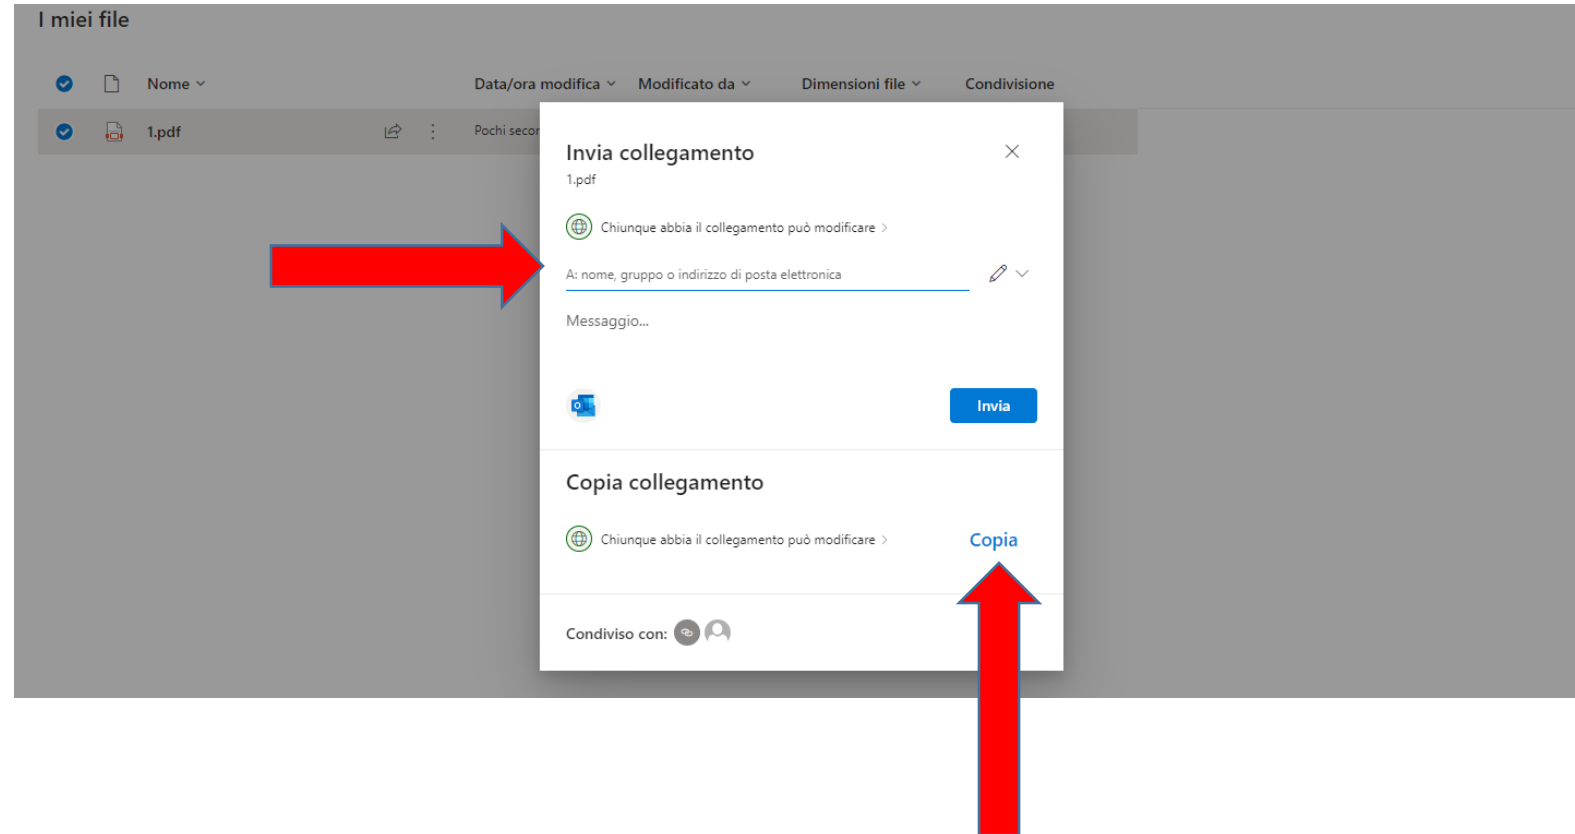 I miei file
Nome Data/ora modifica Modificato da Dimensioni file Condivisione
1.pdf Pochi secon
Invia collegamento
1.pdf
Chiunque abbia il collegamento può modificare
A: nome, gruppo o indirizzo di posta elettronica
Messaggio...
Invia
Copia collegamento
Chiunque abbia il collegamento può modificare
Copia
Condiviso con: